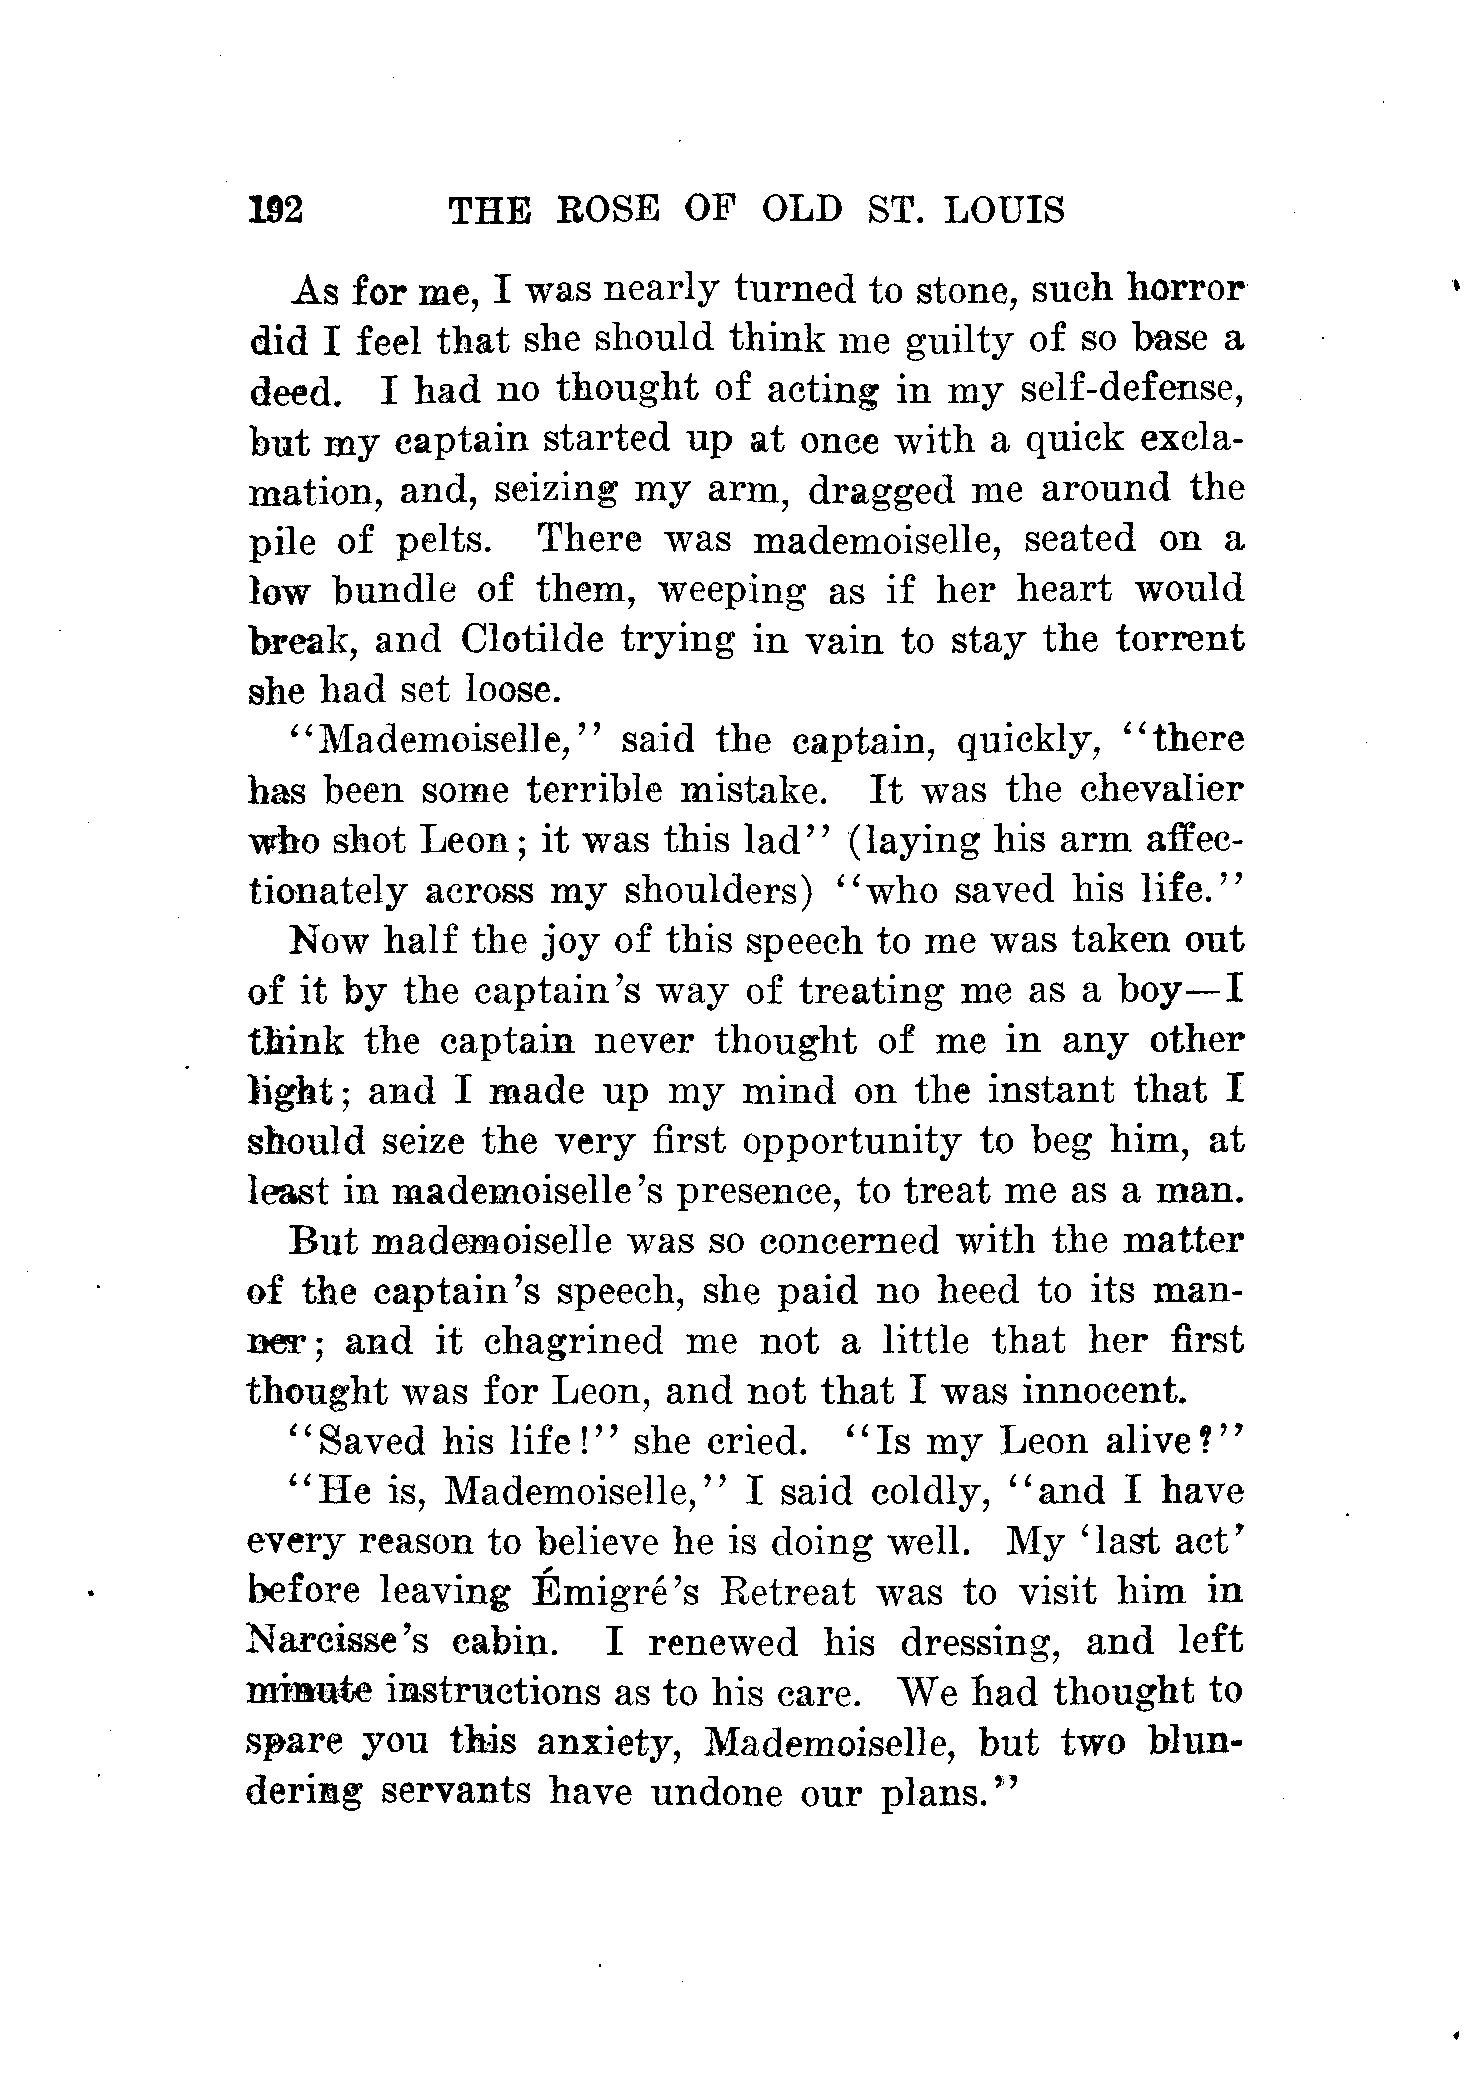 192 THE ROSE OF OLD ST. LOUIS
As for me, I was nearly turned to stone, such horror
did I feel that she should think me guilty of so base a
deed. I had no thought of acting in my self-defense,
but my captain started up at once with a quick excla-
mation, and, seizing my arm, dragged me around the
pile of pelts. There was mademoiselle, seated on a
low bundle of them, weeping as if her heart would
break, and Clotilde trying in vain to stay the torrent
she had set loose.
"Mademoiselle," said the captain, quickly, "there
has been some terrible mistake. It was the chevalier
who shot Leon; it was this lad" (laying his arm affec-
tionately across my shoulders) "who saved his life."
Now half the joy of this speech to me was taken out
of it by the captain's way of treating me as a boy—I
think the captain never thought of me in any other
light; and I made up my mind on the instant that I
should seize the very first opportunity to beg him, at
least in mademoiselle's presence, to treat me as a man.
But mademoiselle was so concerned with the matter
of the captain's speech, she paid no heed to its man-
ner; and it chagrined me not a little that her first
thought was for Leon, and not that I was innocent.
"Saved his life!" she cried. "Is my Leon alive?"
"He is, Mademoiselle," I said coldly, "and I have
every reason to believe he is doing well. My 'last act'
before leaving Émigré's Retreat was to visit him in
Narcisse's cabin. I renewed his dressing, and left
minute instructions as to his care. We had thought to
spare you this anxiety, Mademoiselle, but two blun-
dering servants have undone our plans."